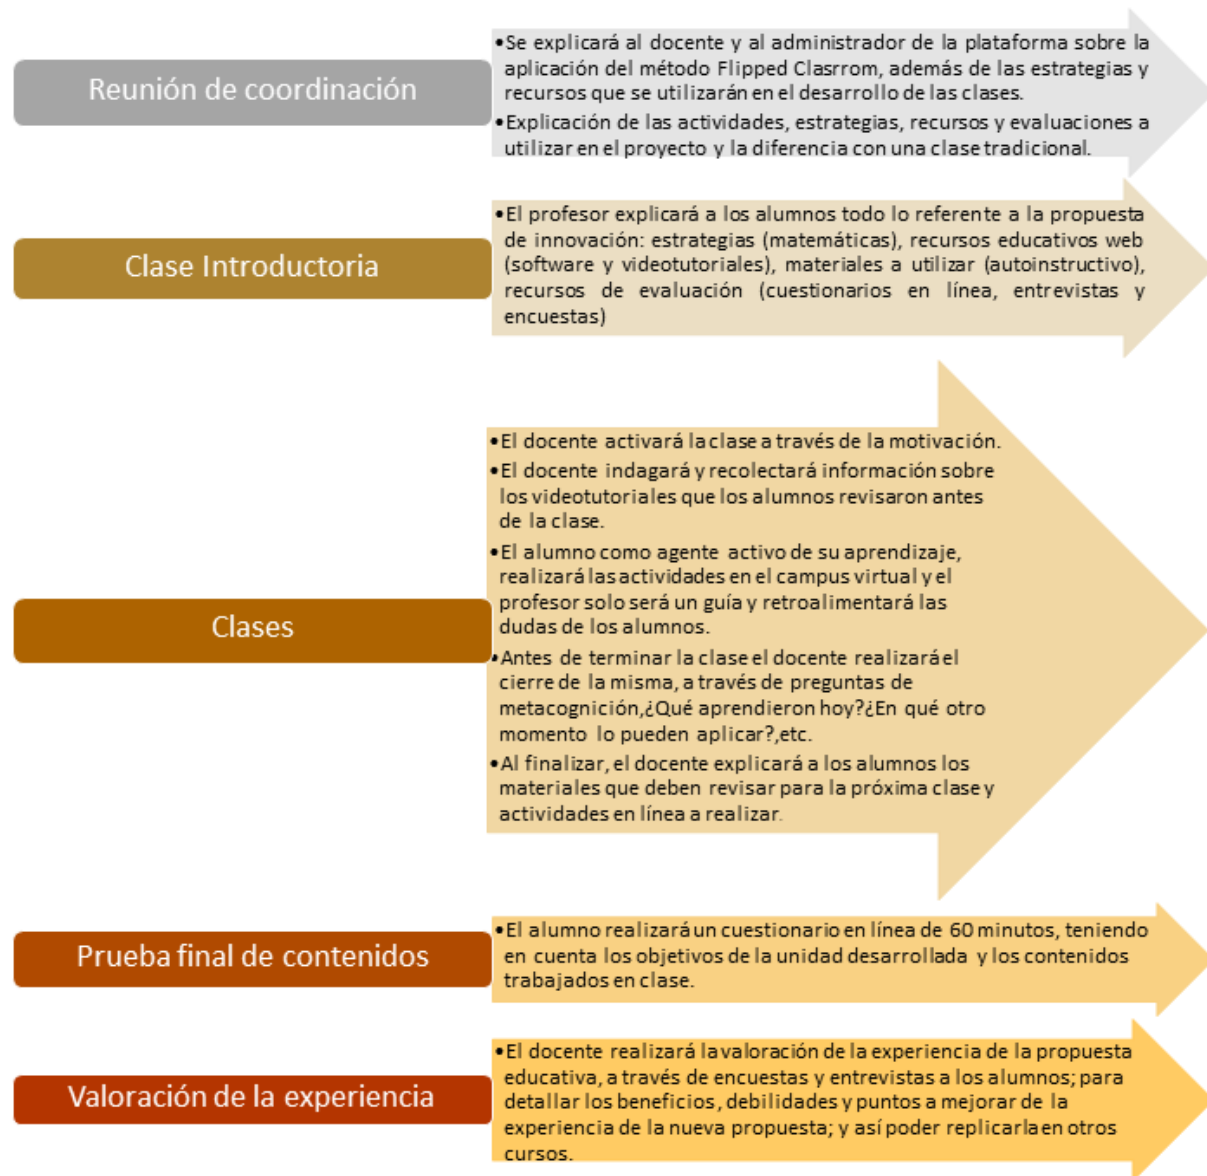 Reunión de coordinación
•Se explicará al docente y al administrador de la plataforma sobre la
aplicación del método Flipped Clasrrom, además de las estrategias y
recursos que se utilizarán en el desarrollo de las clases.
•Explicación de las actividades, estrategias, recursos y evaluaciones a
utilizar en el proyecto y la diferencia con una clase tradicional.
Clase Introductoria
•El profesor explicará a los alumnos todo lo referente a la propuesta
de innovación: estrategias (matemáticas), recursos educativos web
(software y videotutoriales), materiales a utilizar (autoinstructivo),
recursos de evaluación (cuestionarios en línea, entrevistas y
encuestas)
Clases
•El docente activará la clase a través de la motivación.
•El docente indagará y recolectará información sobre
los videotutoriales que los alumnos revisaron antes
de la clase.
•El alumno como agente activo de su aprendizaje,
realizará las actividades en el campus virtual y el
profesor solo será un guía y retroalimentará las
dudas de los alumnos.
•Antes de terminar la clase el docente realizará el
cierre de la misma, a través de preguntas de
metacognición,¿Qué aprendieron hoy?¿En qué otro
momento lo pueden aplicar?,etc.
•Al finalizar, el docente explicará a los alumnos los
materiales que deben revisar para la próxima clase y
actividades en línea a realizar.
Prueba final de contenidos
•El alumno realizará un cuestionario en línea de 60 minutos, teniendo
en cuenta los objetivos de la unidad desarrollada y los contenidos
trabajados en clase.
Valoración de la experiencia
•El docente realizará la valoración de la experiencia de la propuesta
educativa, a través de encuestas y entrevistas a los alumnos; para
detallar los beneficios, debilidades y puntos a mejorar de la
experiencia de la nueva propuesta; y así poder replicarla en otros
cursos.